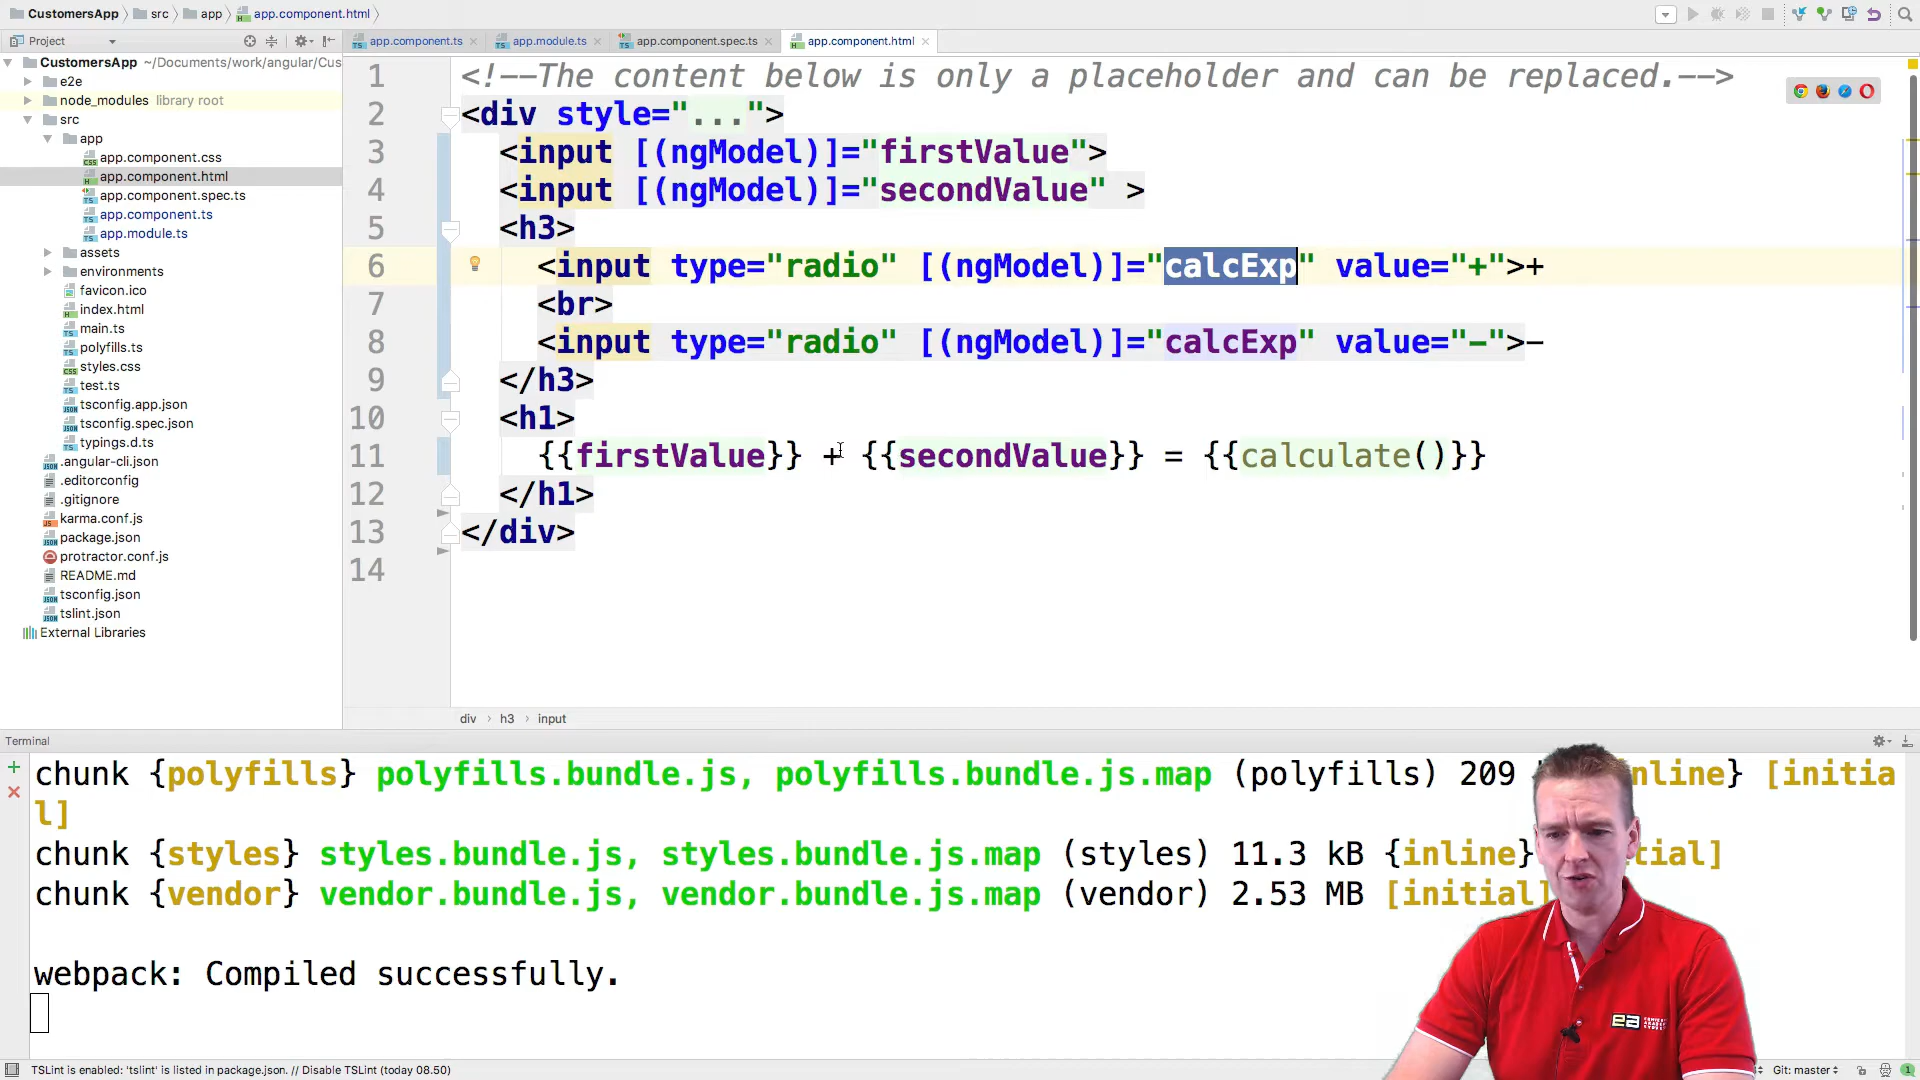 CustomersApp src app app.component.html
Project
app.component.ts app.module.ts app.component.spec.ts app.component.html
CustomersApp ~/Documents/work/angular/Cus
e2e
node_modules library root
src
app
app.component.css
app.component.html
app.component.spec.ts
app.component.ts
app.module.ts
assets
environments
favicon.ico
index.html
main.ts
polyfills.ts
styles.css
test.ts
tsconfig.app.json
tsconfig.spec.json
typings.d.ts
.angular-cli.json
.editorconfig
.gitignore
karma.conf.js
package.json
protractor.conf.js
README.md
tsconfig.json
tslint.json
External Libraries
1 <!--The content below is only a placeholder and can be replaced.-->
2 <div style="...">
3 <input [(ngModel)]="firstValue">
4 <input [(ngModel)]="secondValue" >
5 <h3>
6 <input type="radio" [(ngModel)]="calcExp" value="+">+
7 <br>
8 <input type="radio" [(ngModel)]="calcExp" value="-">-
9 </h3>
10 <h1>
11 {{firstValue}} + {{secondValue}} = {{calculate()}}
12 </h1>
13 </div>
14
div h3 input
Terminal
chunk {polyfills} polyfills.bundle.js, polyfills.bundle.js.map (polyfills) 209 nline} [initia
l]
chunk {styles} styles.bundle.js, styles.bundle.js.map (styles) 11.3 kB {inline} tial]
chunk {vendor} vendor.bundle.js, vendor.bundle.js.map (vendor) 2.53 MB [initial]
webpack: Compiled successfully.
ea
TSLint is enabled: 'tslint' is listed in package.json. // Disable TSLint (today 08.50) Git: master 1